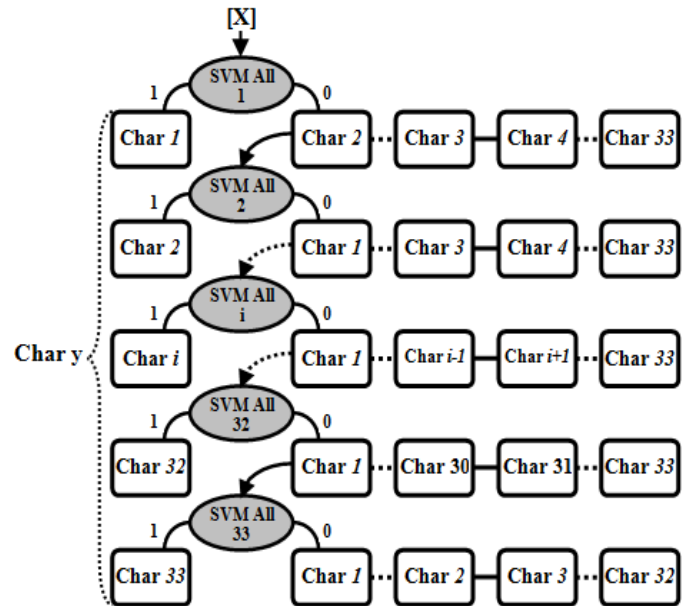 [X]
SVM All
1
1
0
Char 1
Char 2
Char 3
Char 4
Char 33
SVM All
2
1
0
Char 2
Char 1
Char 3
Char 4
Char 33
SVM All
i
1
0
Char y
Char i
Char 1
Char i-1
Char i+1
Char 33
SVM All
32
1
0
Char 32
Char 1
Char 30
Char 31
Char 33
SVM All
33
1
0
Char 33
Char 1
Char 2
Char 3
Char 32